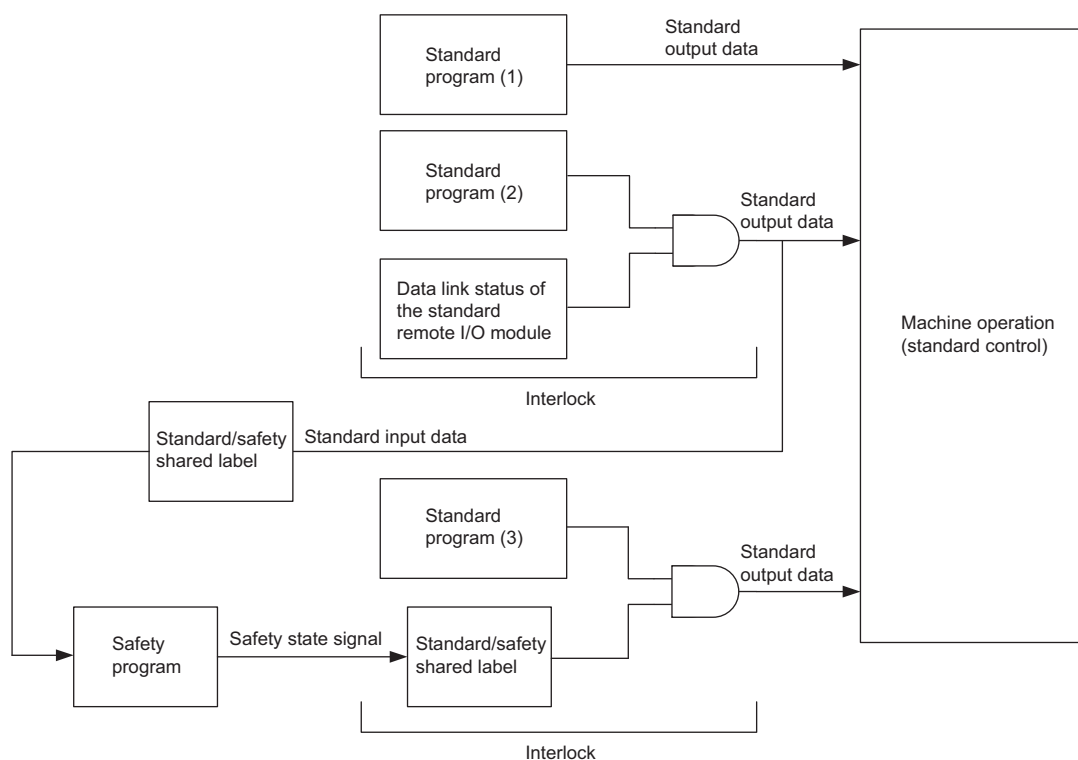 Standard
program (1)
Standard
output data
Standard
program (2)
Standard
output data
Data link status of
the standard
remote I/O module
Machine operation
(standard control)
Interlock
Standard/safety
shared label
Standard input data
Standard
program (3)
Standard
output data
Safety
program
Safety state signal
Standard/safety
shared label
Interlock